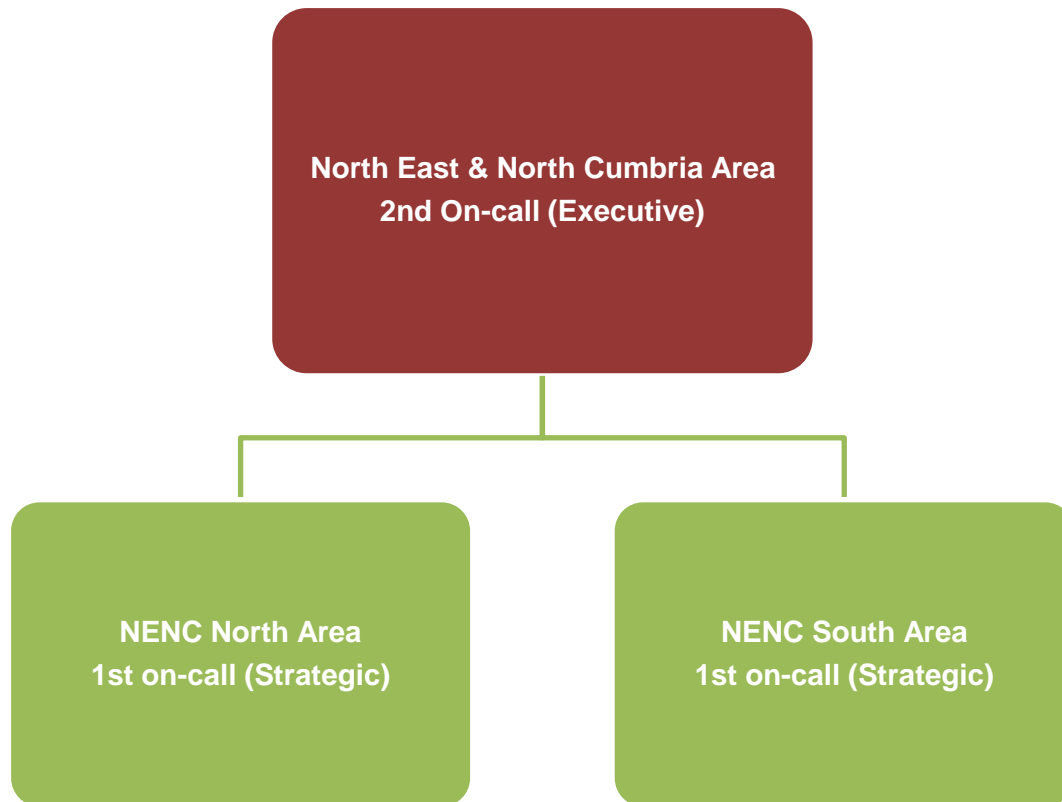 North East & North Cumbria Area
2nd On-call (Executive)
NENC North Area
1st on-call (Strategic)
NENC South Area
1st on-call (Strategic)